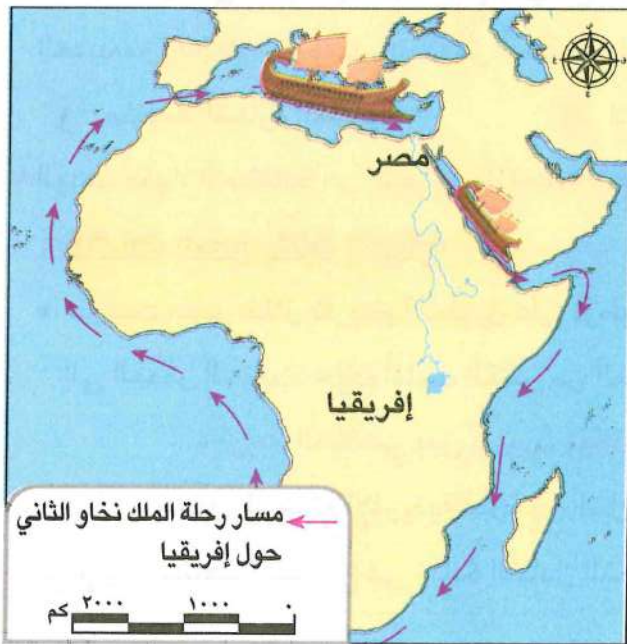 مصر
إفريقيا
مسار رحلة الملك نخاو الثاني
حول إفريقيا
٢٠٠٠ ١٠٠٠ ٠ كم